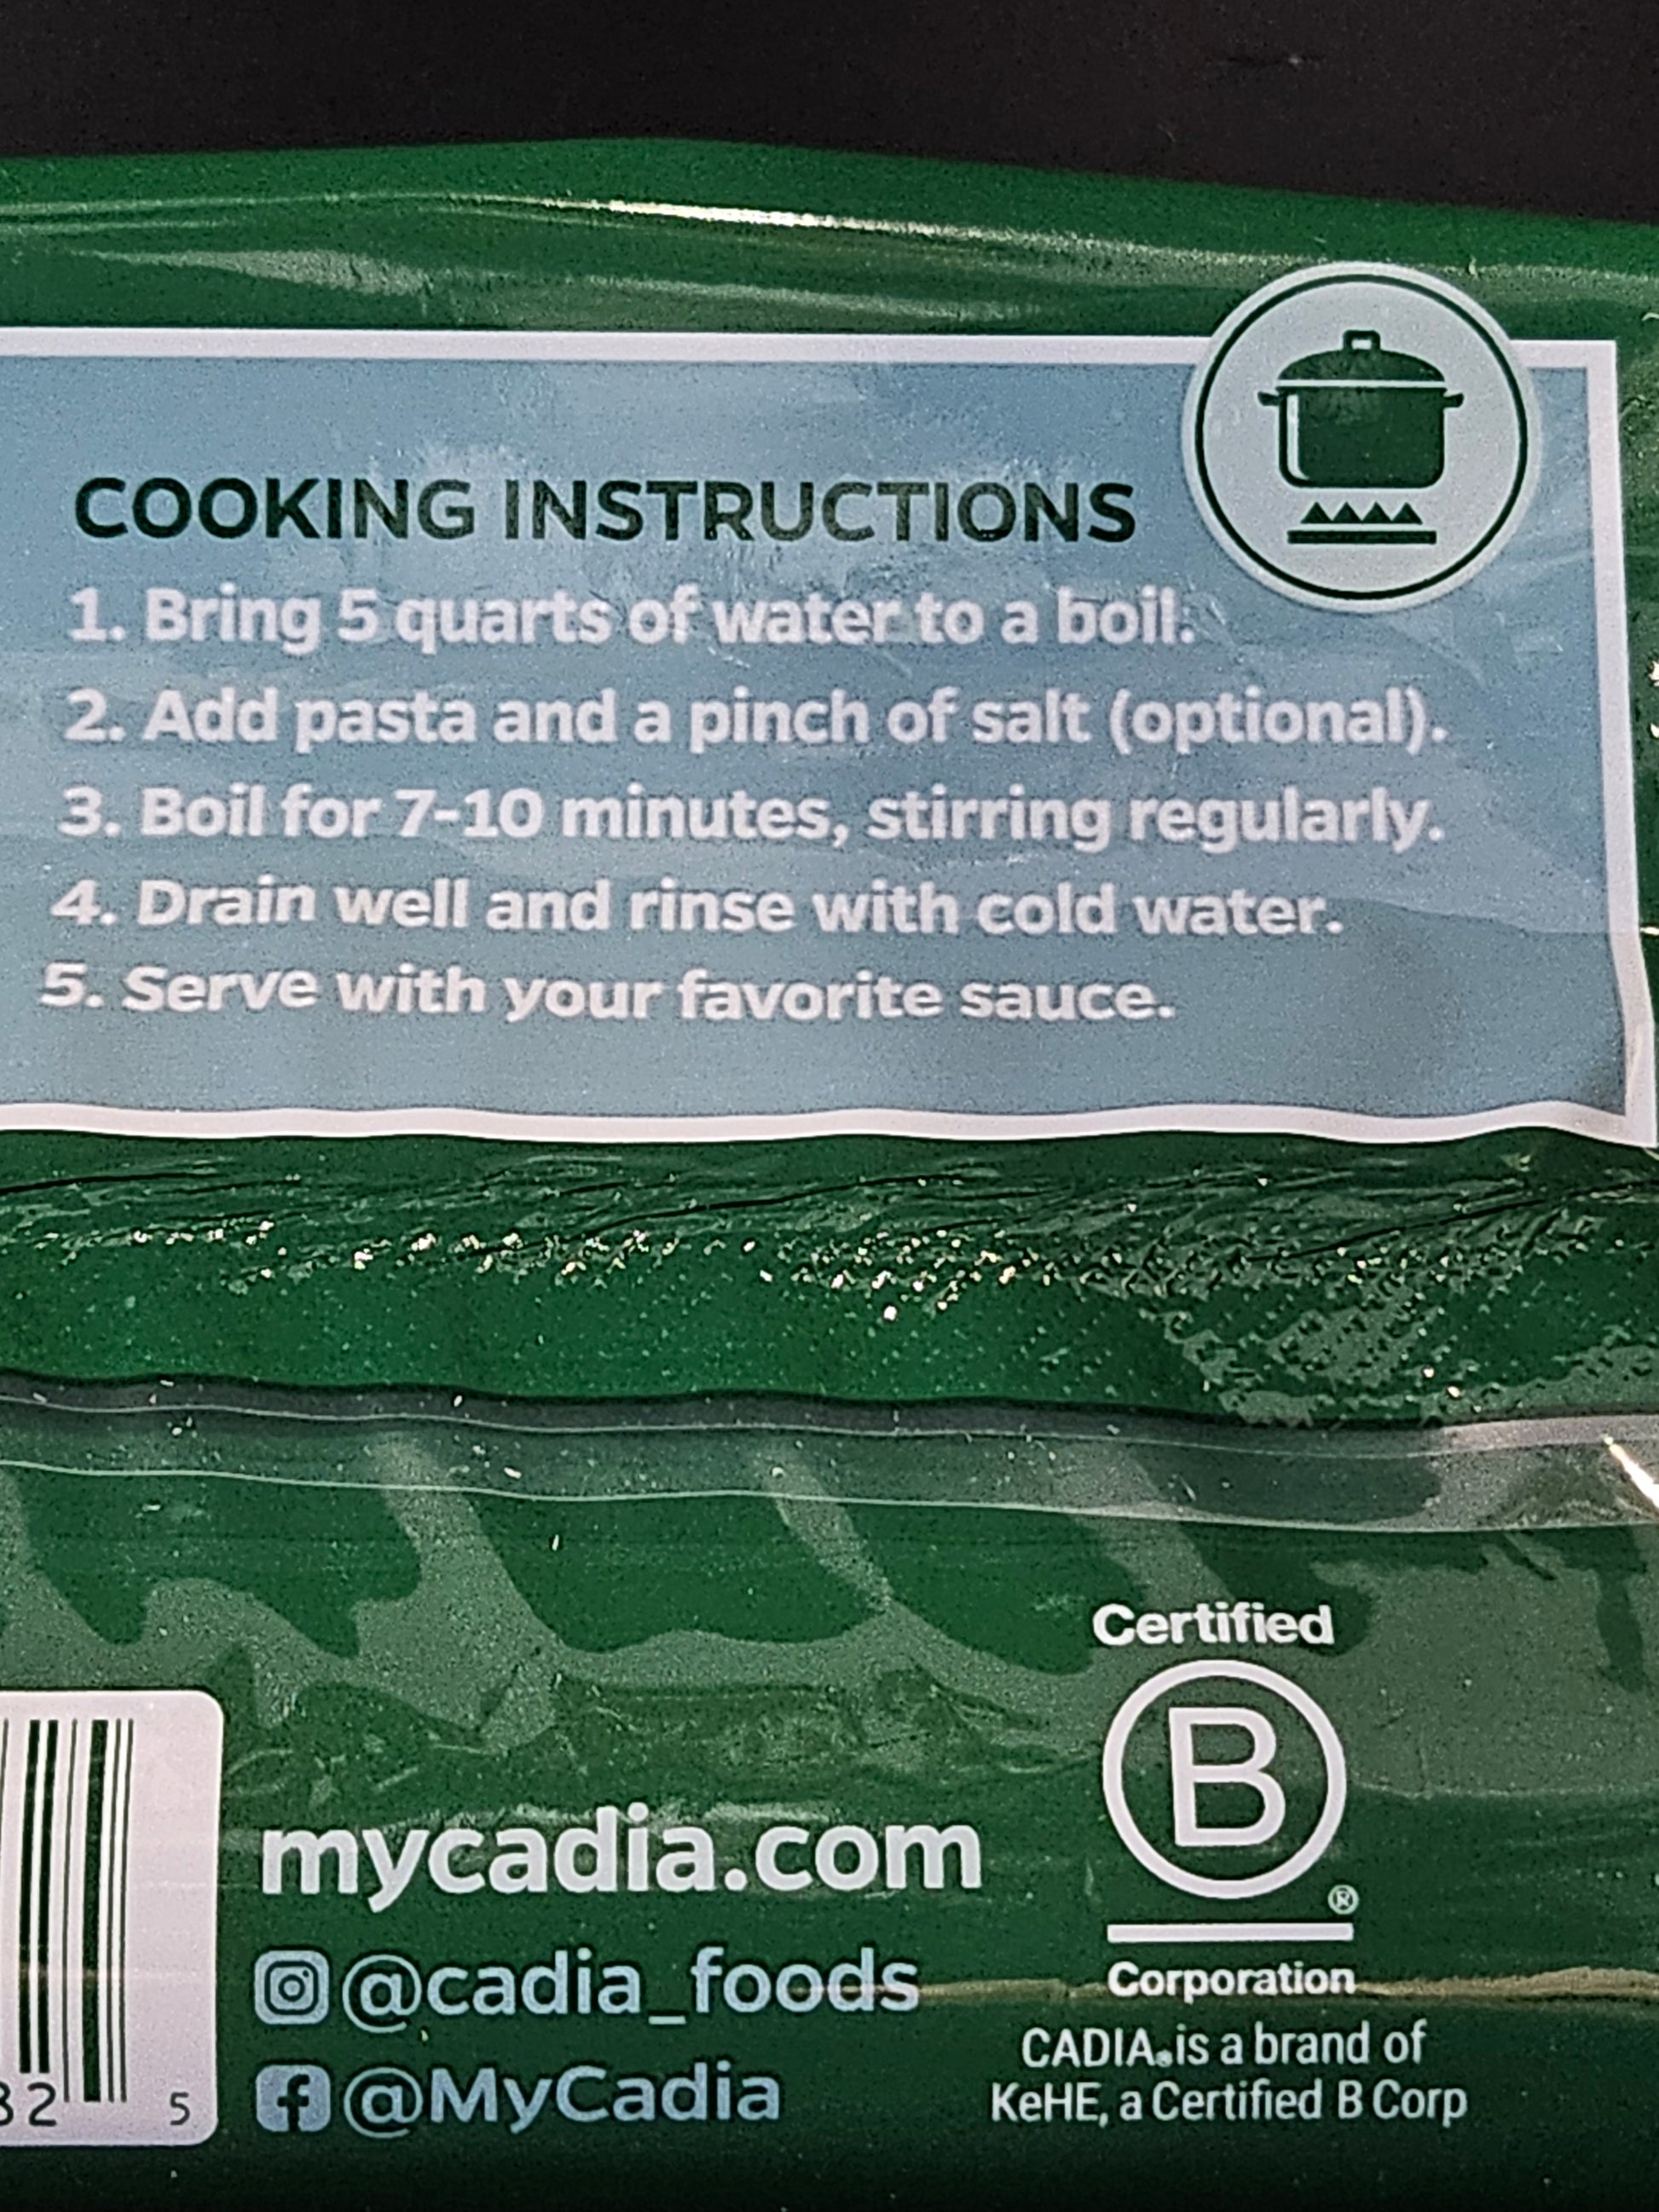 COOKING INSTRUCTIONS
1. Bring 5 quarts of water to a boil.
2. Add pasta and a pinch of salt (optional).
3. Boil for 7-10 minutes, stirring regularly.
4. Drain well and rinse with cold water.
5. Serve with your favorite sauce.
Certified
B
®
Corporation
mycadia.com
@cadia_foods
@MyCadia
CADIA® is a brand of
KeHE, a Certified B Corp
82 5